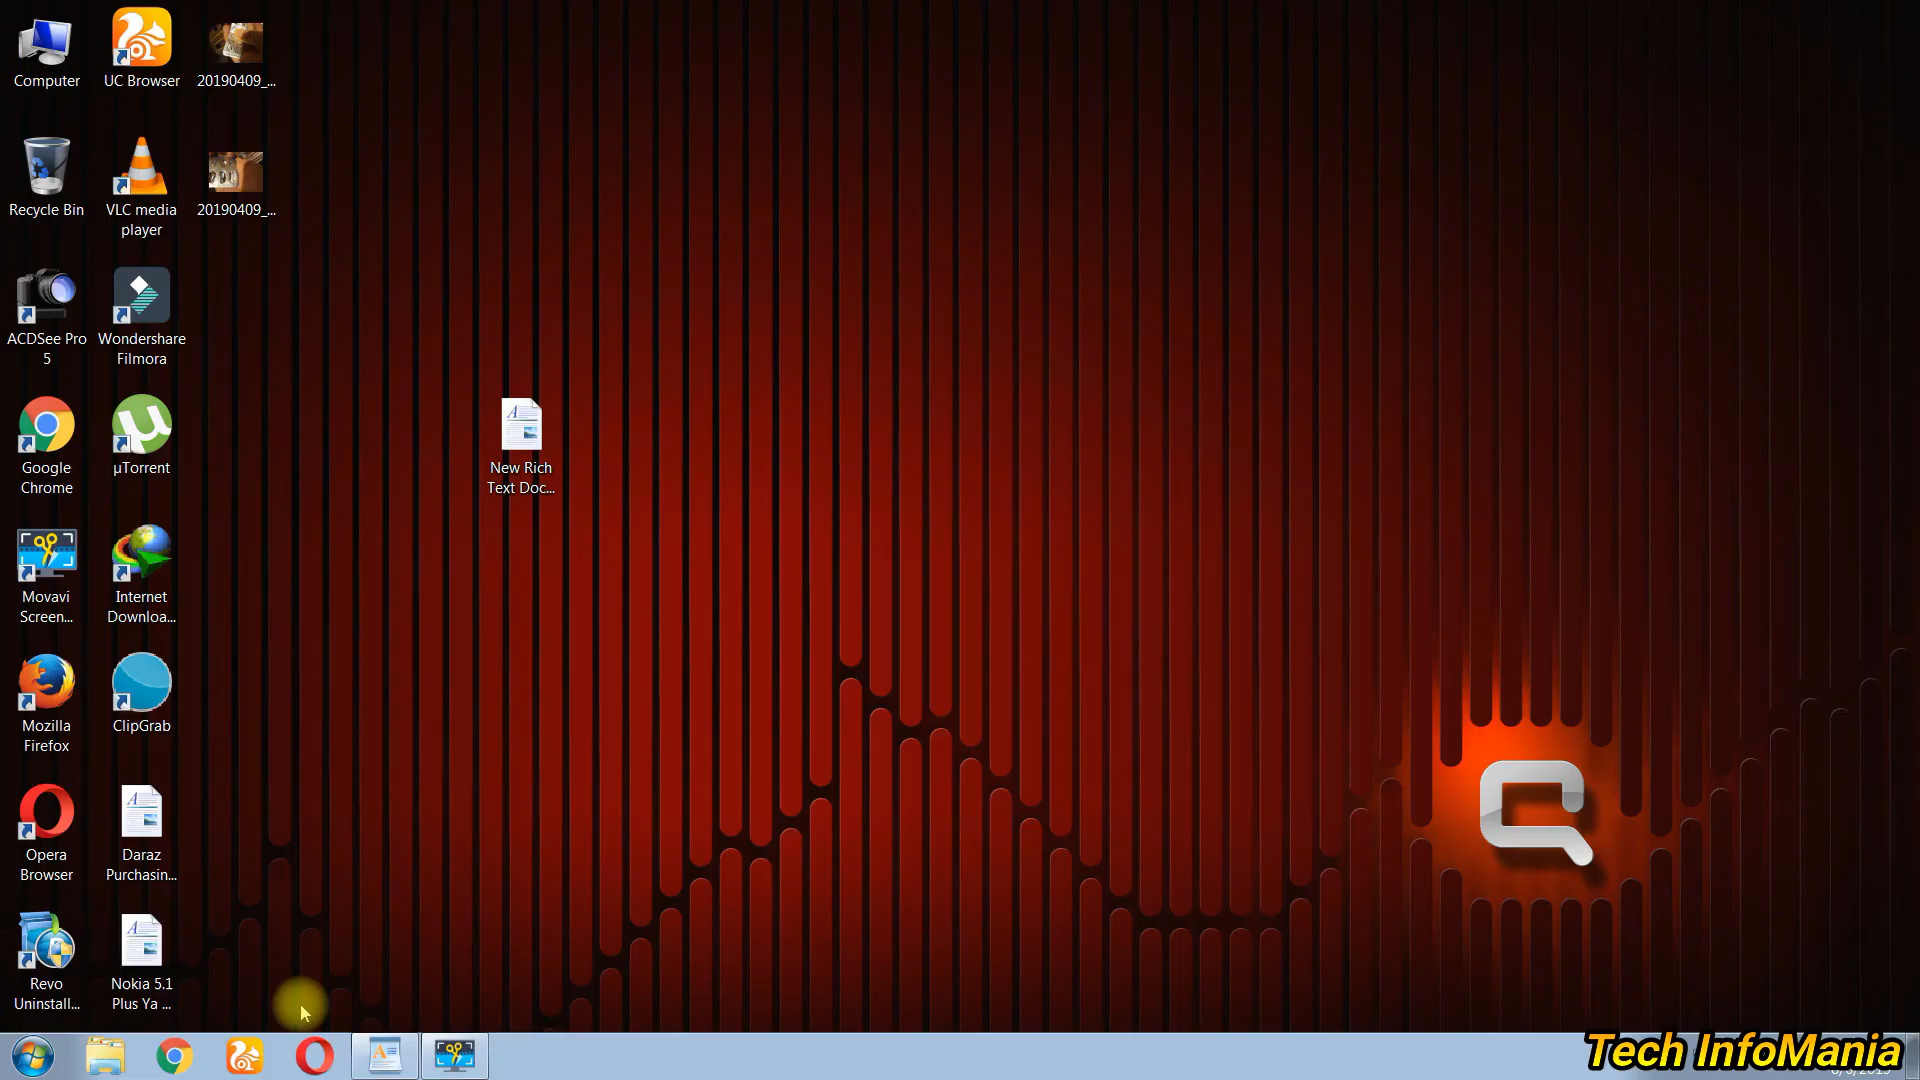 Computer
UC Browser
20190409_...
Recycle Bin
VLC media
player
20190409_...
ACDSee Pro
5
Wondershare
Filmora
Google
Chrome
µTorrent
New Rich
Text Doc...
Movavi
Screen...
Internet
Downloa...
Mozilla
Firefox
ClipGrab
Opera
Browser
Daraz
Purchasin...
Revo
Uninstall...
Nokia 5.1
Plus Ya ...
Tech InfoMania